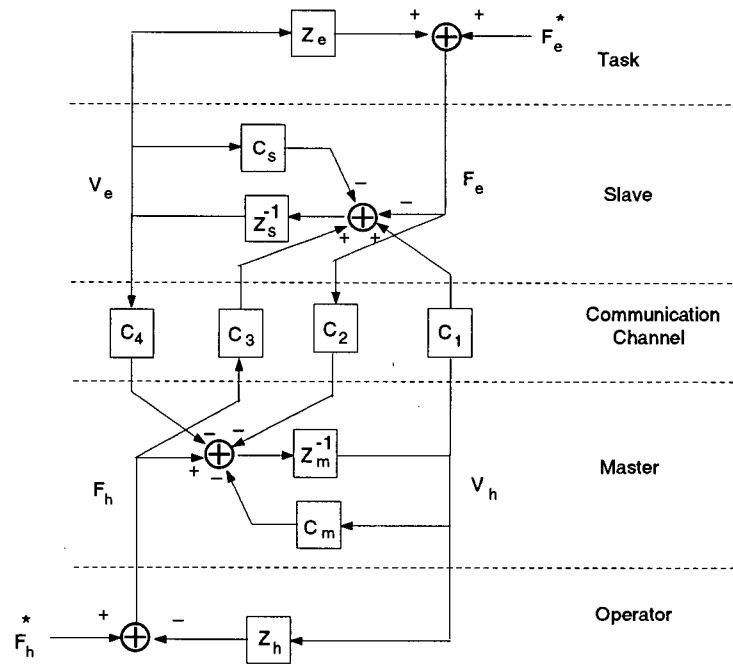 + +
Z_e
F_e^*
Task
C_s
V_e
− −
F_e
Slave
Z_s^{-1}
+ +
C_4
C_3
C_2
C_1
Communication
Channel
− −
Z_m^{-1}
Master
+ −
F_h
V_h
C_m
Operator
+ −
F_h^*
Z_h